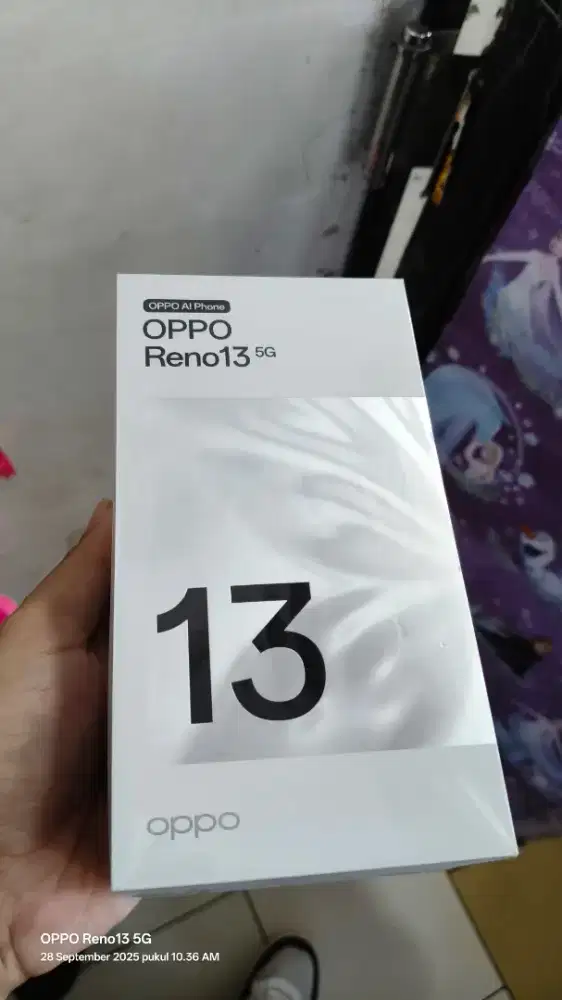 OPPO AI Phone
OPPO
Reno13 5G
13
oppo
OPPO Reno13 5G
28 September 2025 pukul 10.36 AM